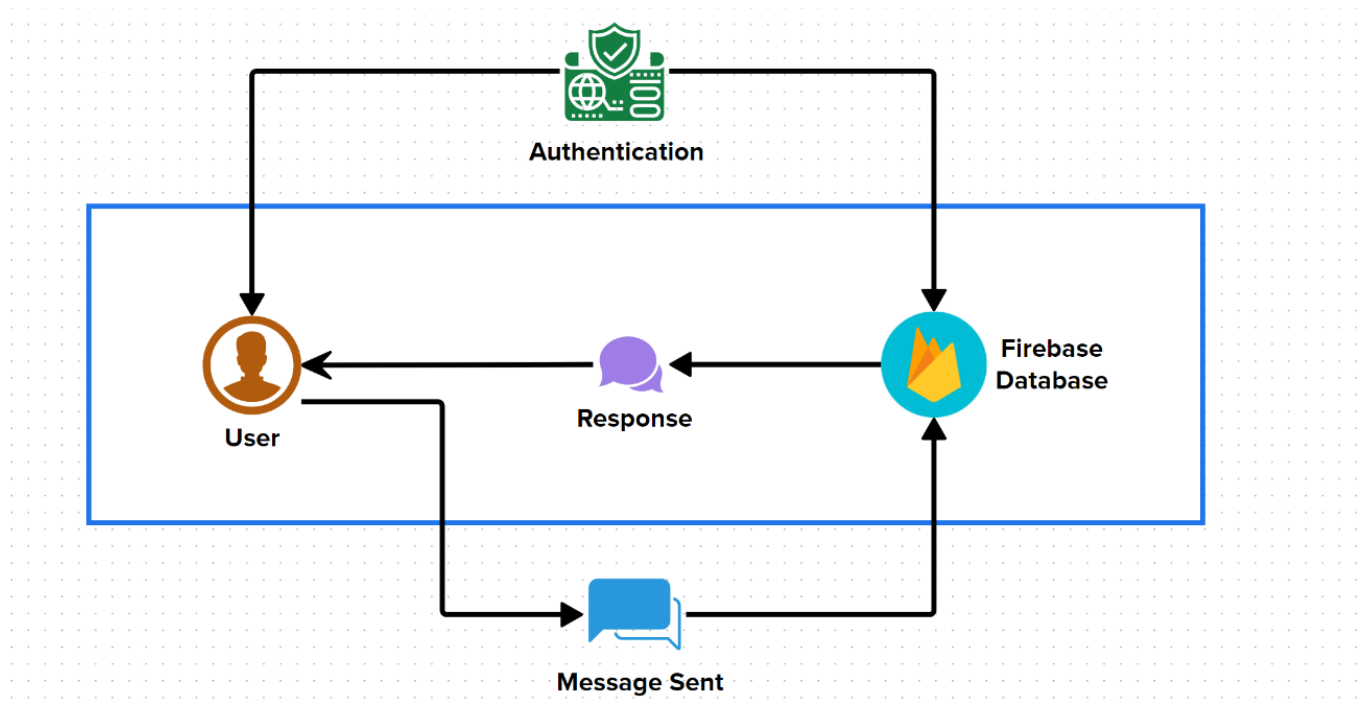 Authentication
Firebase
Database
Response
User
Message Sent